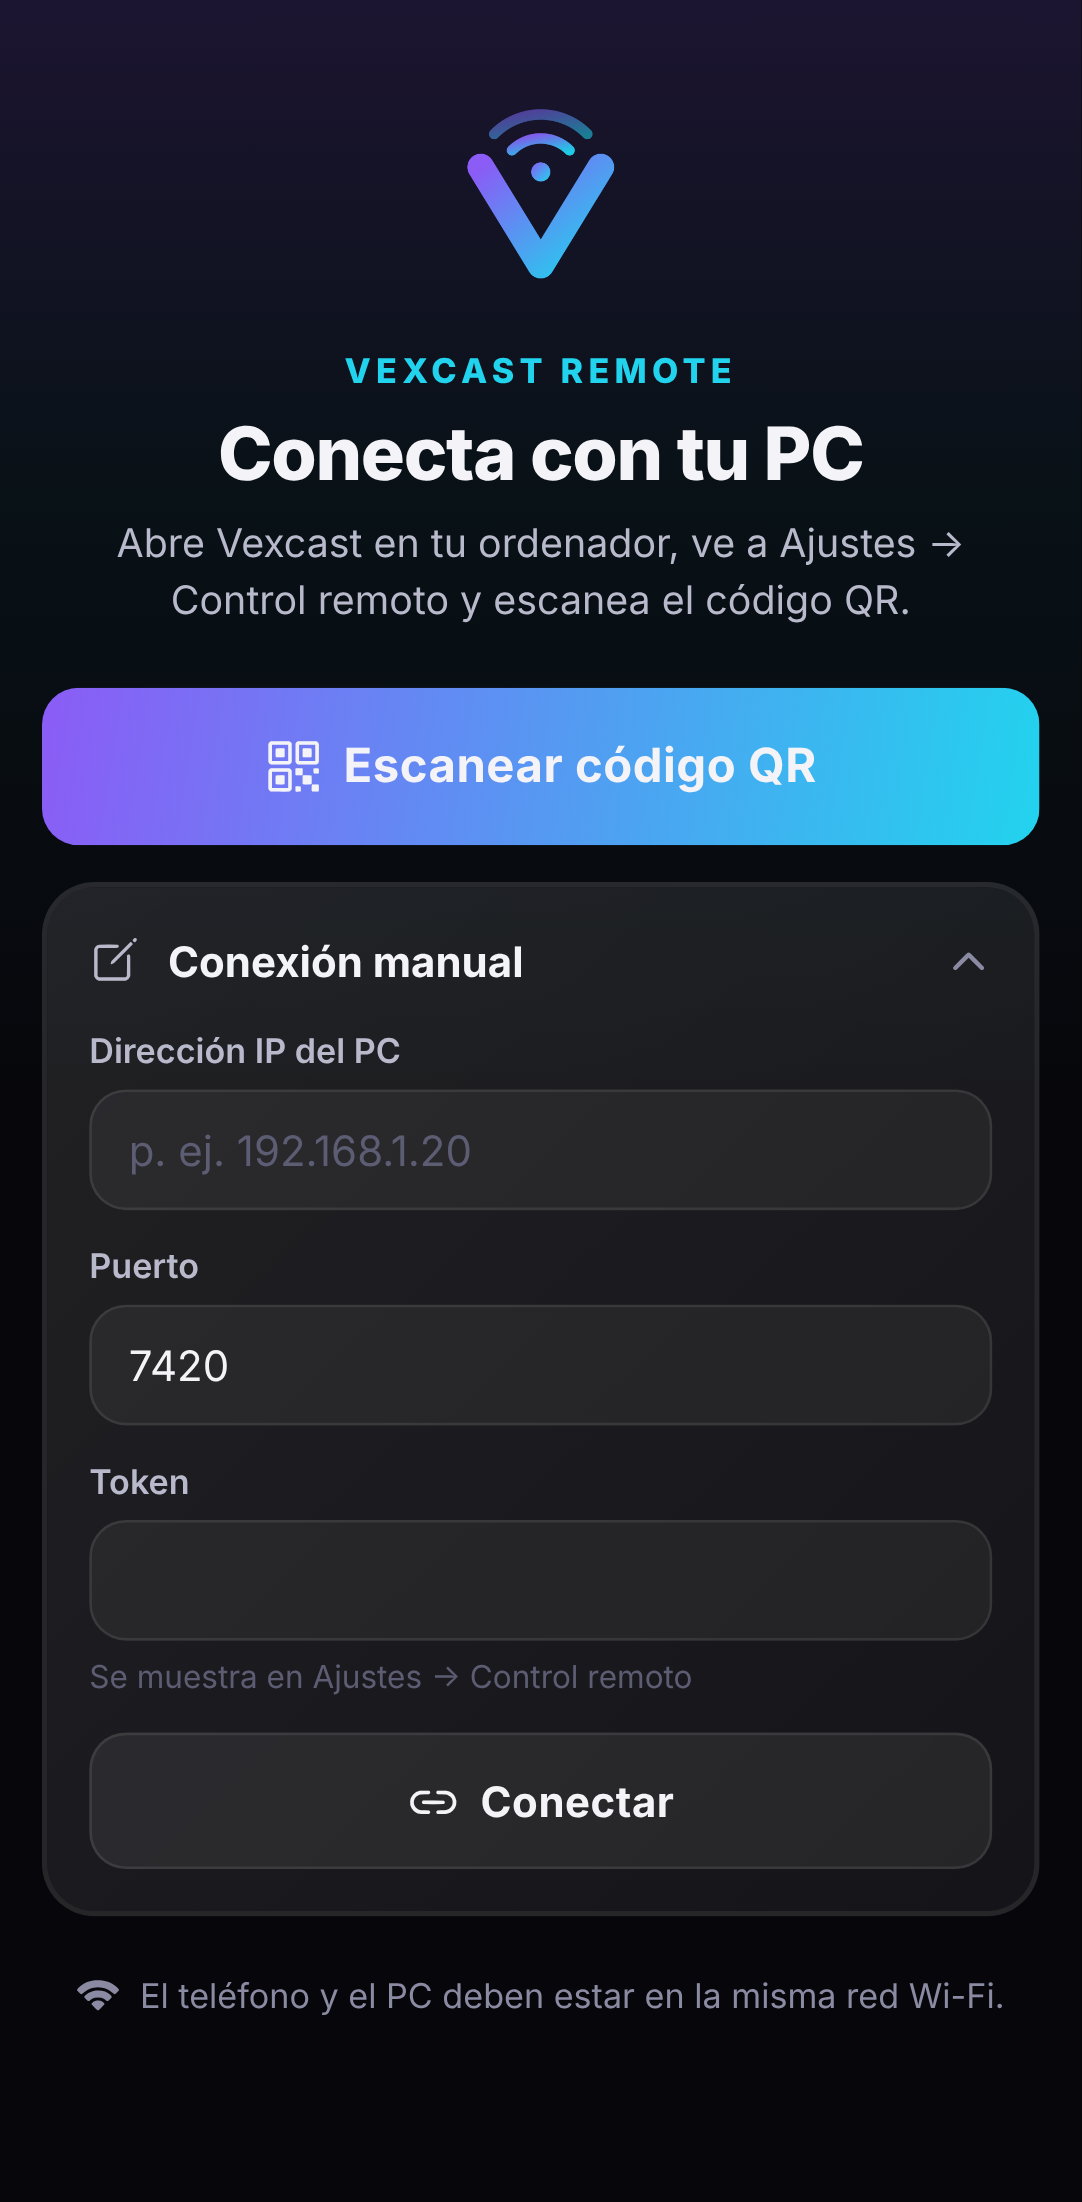 VEXCAST REMOTE
Conecta con tu PC
Abre Vexcast en tu ordenador, ve a Ajustes →
Control remoto y escanea el código QR.
Escanear código QR
Conexión manual
Dirección IP del PC
p. ej. 192.168.1.20
Puerto
7420
Token
Se muestra en Ajustes → Control remoto
Conectar
El teléfono y el PC deben estar en la misma red Wi-Fi.